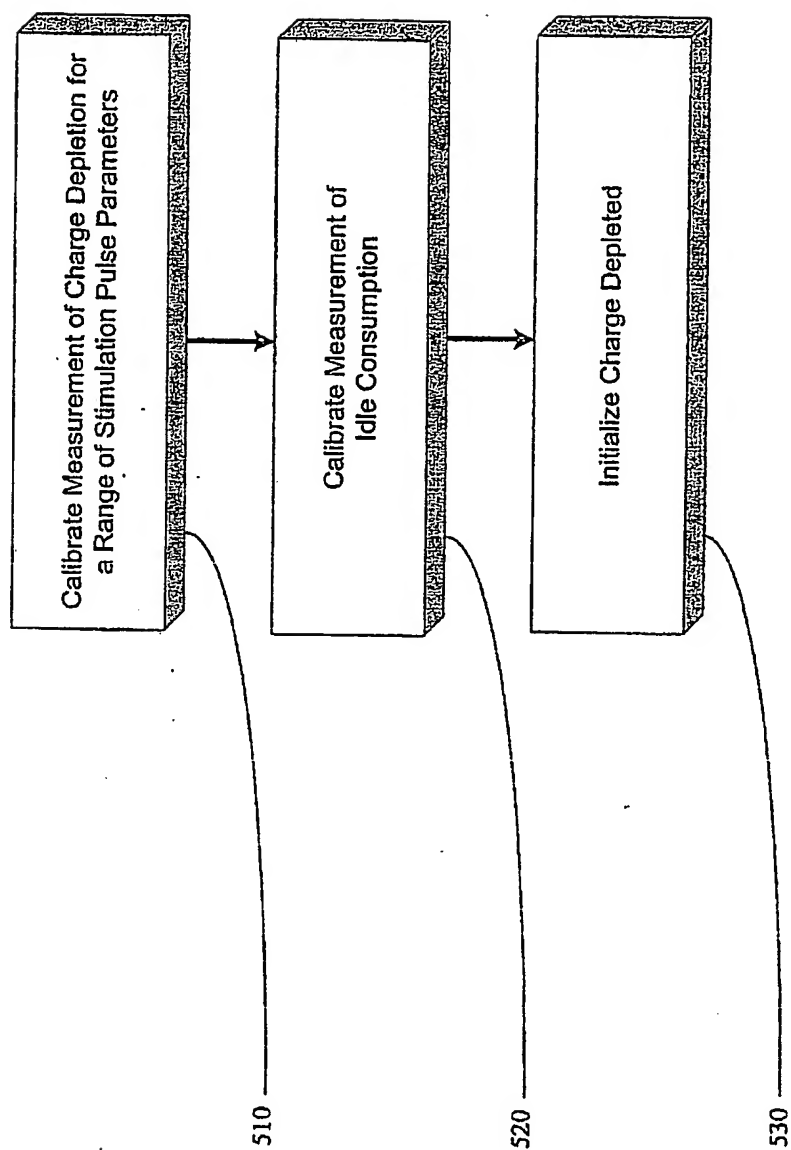 Calibrate Measurement of Charge Depletion for
a Range of Stimulation Pulse Parameters
510
Calibrate Measurement of
Idle Consumption
520
Initialize Charge Depleted
530